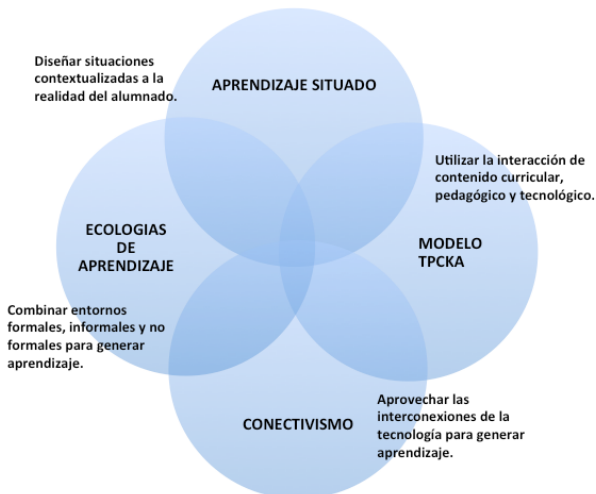 Diseñar situaciones
contextualizadas a la
realidad del alumnado.
APRENDIZAJE SITUADO
Utilizar la interacción de
contenido curricular,
pedagógico y tecnológico.
ECOLOGIAS
DE
APRENDIZAJE
MODELO
TPCKA
Combinar entornos
formales, informales y no
formales para generar
aprendizaje.
CONECTIVISMO
Aprovechar las
interconexiones de la
tecnología para generar
aprendizaje.